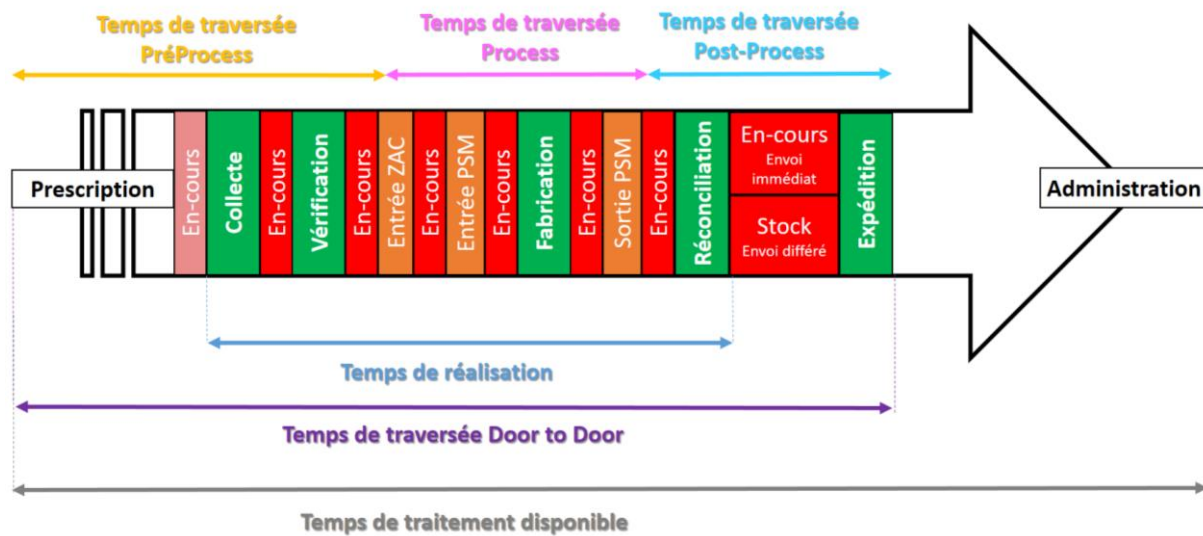 Temps de traversée
PréProcess
Temps de traversée
Process
Temps de traversée
Post-Process
Prescription
En-cours
Collecte
En-cours
Vérification
En-cours
Entrée ZAC
En-cours
Entrée PSM
En-cours
Fabrication
En-cours
Sortie PSM
En-cours
Réconciliation
En-cours
Envoi
immédiat
Stock
Envoi différé
Expédition
Administration
Temps de réalisation
Temps de traversée Door to Door
Temps de traitement disponible